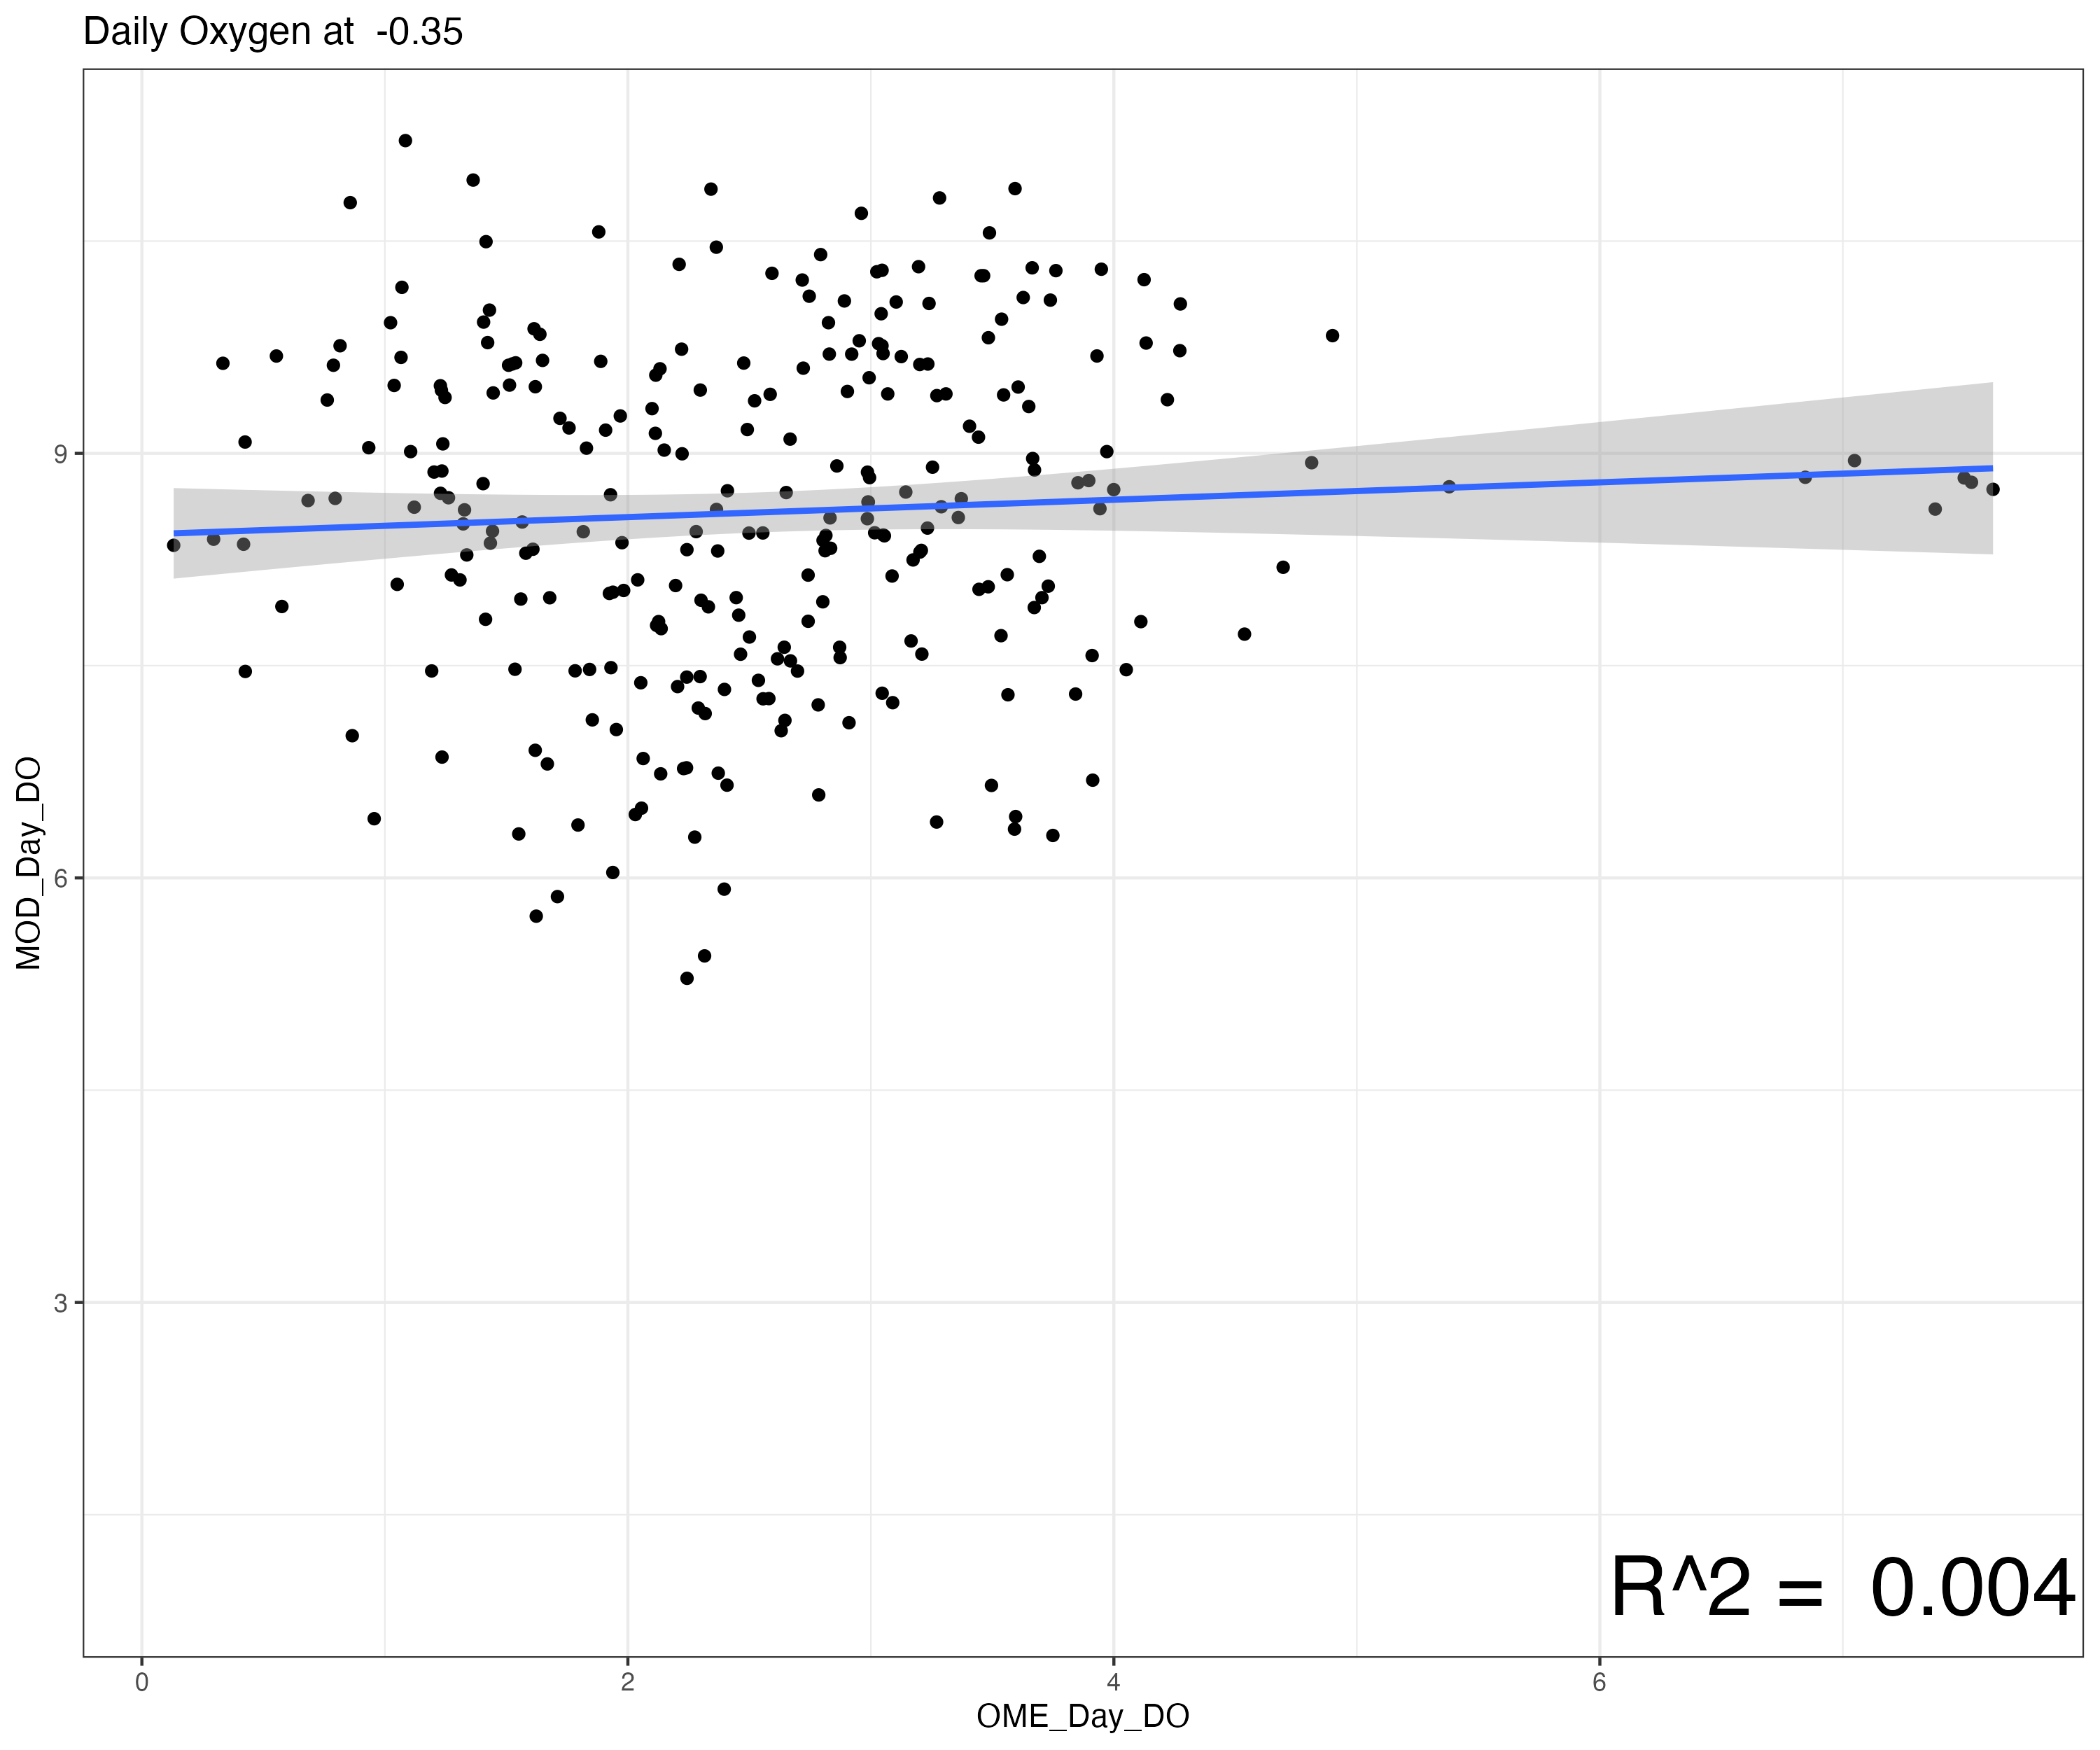 Daily Oxygen at  -0.35
MOD_Day_DO
9
6
3
R^2 =  0.004
0
2
4
6
OME_Day_DO